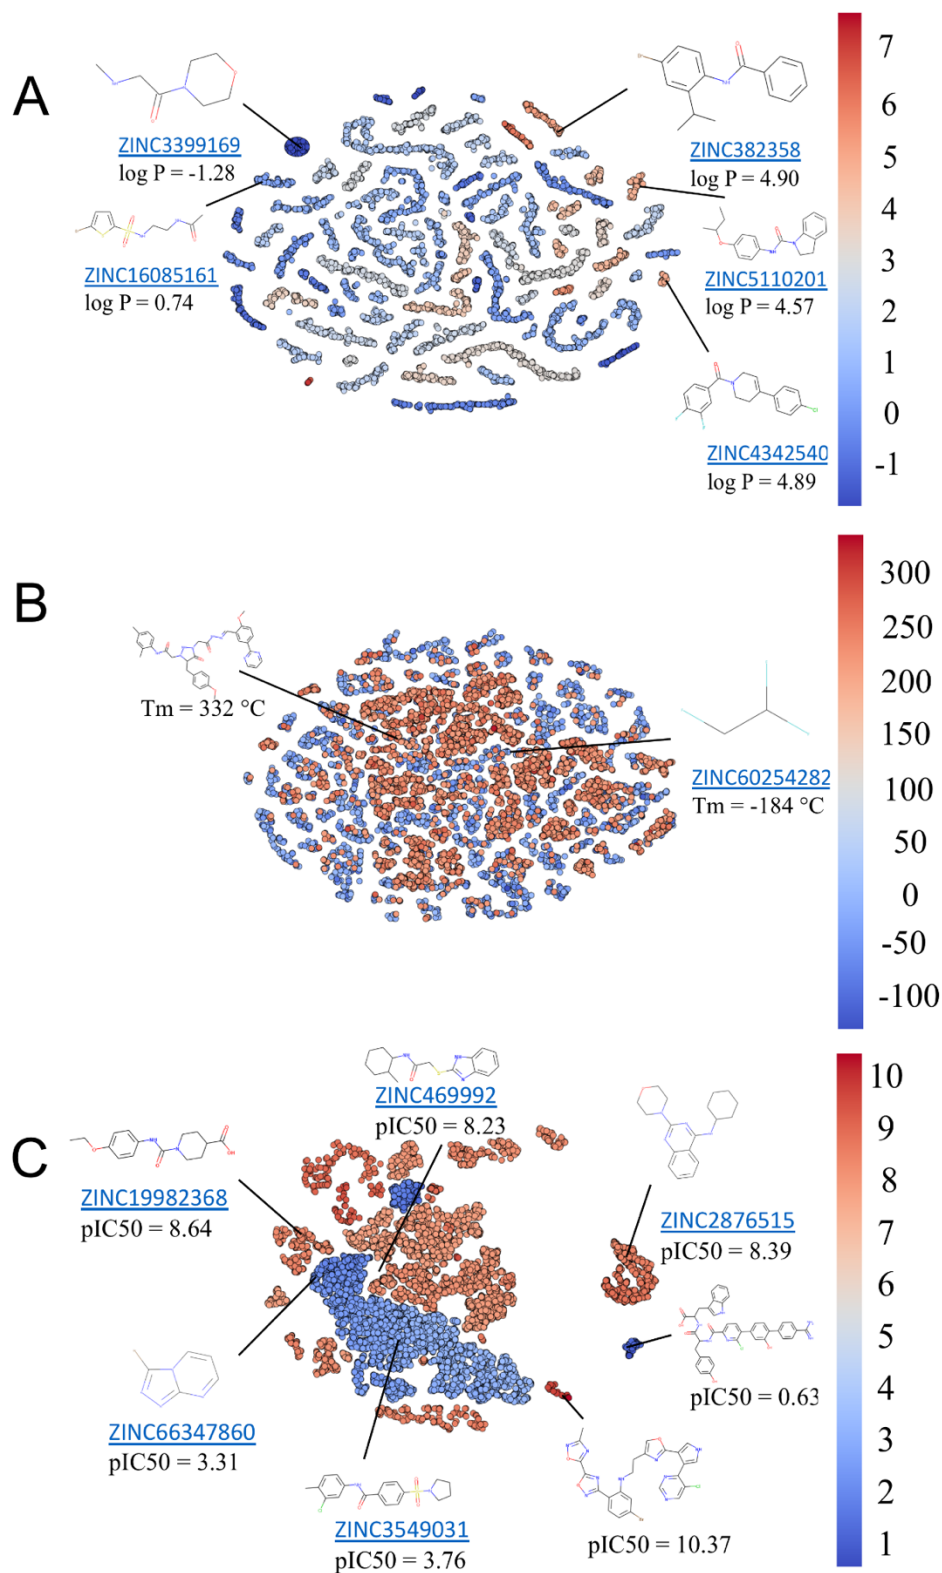 A
ZINC3399169
log P = -1.28
ZINC16085161
log P = 0.74
ZINC382358
log P = 4.90
ZINC5110201
log P = 4.57
ZINC4342540
log P = 4.89
7
6
5
4
3
2
1
0
-1
B
Tm = 332 °C
ZINC60254282
Tm = -184 °C
300
250
200
150
100
50
0
-50
-100
C
ZINC469992
pIC50 = 8.23
ZINC19982368
pIC50 = 8.64
ZINC2876515
pIC50 = 8.39
pIC50 = 0.63
ZINC66347860
pIC50 = 3.31
ZINC3549031
pIC50 = 3.76
pIC50 = 10.37
10
9
8
7
6
5
4
3
2
1